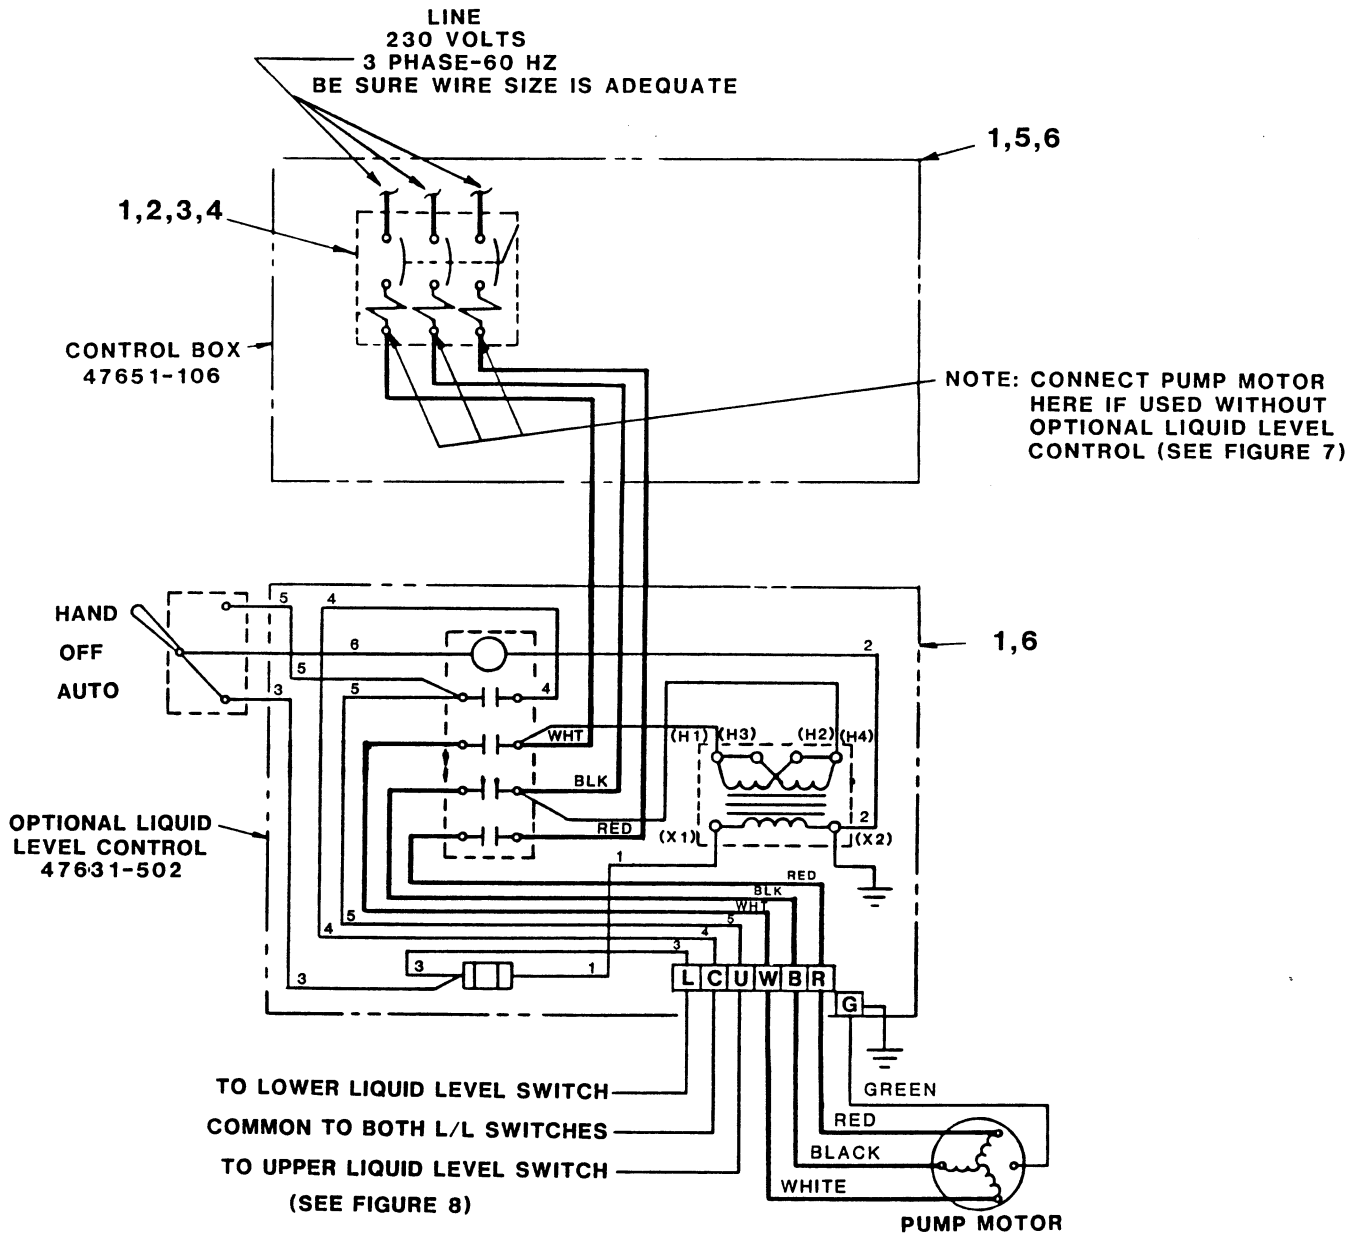 LINE
230 VOLTS
3 PHASE-60 HZ
BE SURE WIRE SIZE IS ADEQUATE
1,5,6
1,2,3,4
CONTROL BOX
47651-106
NOTE: CONNECT PUMP MOTOR
HERE IF USED WITHOUT
OPTIONAL LIQUID LEVEL
CONTROL (SEE FIGURE 7)
HAND
OFF
AUTO
5
4
6
2
1,6
5
5
4
3
WHT
(H1) (H3) (H2) (H4)
BLK
RED
(X1)
2
(X2)
OPTIONAL LIQUID
LEVEL CONTROL
47631-502
1
RED
BLK
WHT
5
5
4
4
3
3
1
3
L C U W B R
G
TO LOWER LIQUID LEVEL SWITCH
COMMON TO BOTH L/L SWITCHES
TO UPPER LIQUID LEVEL SWITCH
(SEE FIGURE 8)
GREEN
RED
BLACK
WHITE
PUMP MOTOR